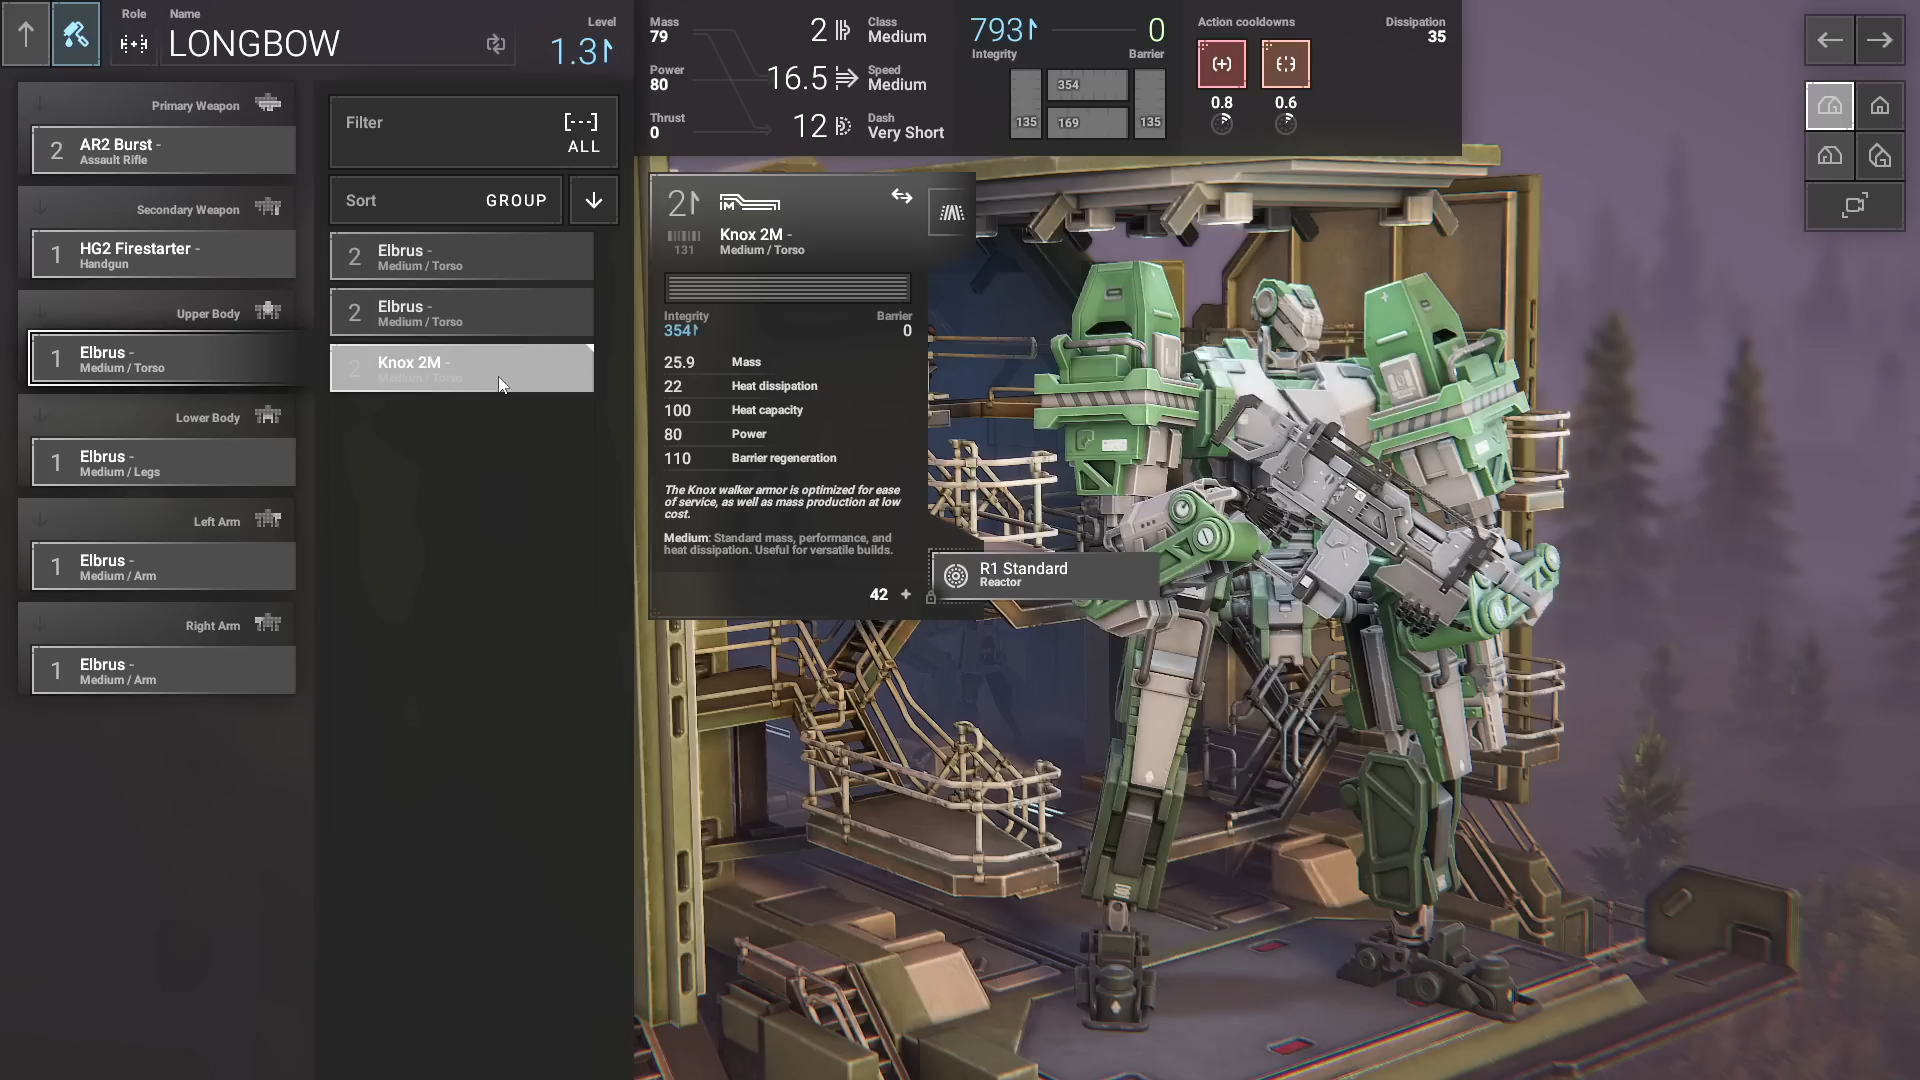 Role
Name
LONGBOW
Level
1.3
Primary Weapon
2
AR2 Burst -
Assault Rifle
Secondary Weapon
1
HG2 Firestarter -
Handgun
Upper Body
1
Elbrus -
Medium / Torso
Lower Body
1
Elbrus -
Medium / Legs
Left Arm
1
Elbrus -
Medium / Arm
Right Arm
1
Elbrus -
Medium / Arm
Filter
[---]
ALL
Sort
GROUP
2
Elbrus -
Medium / Torso
2
Elbrus -
Medium / Torso
2
Knox 2M -
Medium / Torso
Mass
79
Power
80
Thrust
0
2
Class
Medium
16.5
Speed
Medium
12
Dash
Very Short
793
Integrity
0
Barrier
135
354
169
135
Action cooldowns
0.8
0.6
Dissipation
35
2
M
131
Knox 2M -
Medium / Torso
Integrity
354
Barrier
0
25.9 Mass
22 Heat dissipation
100 Heat capacity
80 Power
110 Barrier regeneration
The Knox walker armor is optimized for ease
of service, as well as mass production at low
cost.
Medium: Standard mass, performance, and
heat dissipation. Useful for versatile builds.
42 +
R1 Standard
Reactor